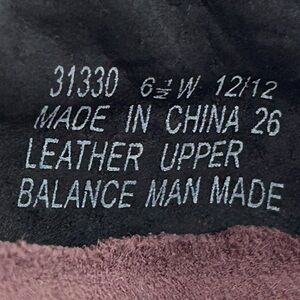 31330 6½W 12/12
MADE IN CHINA 26
LEATHER UPPER
BALANCE MAN MADE